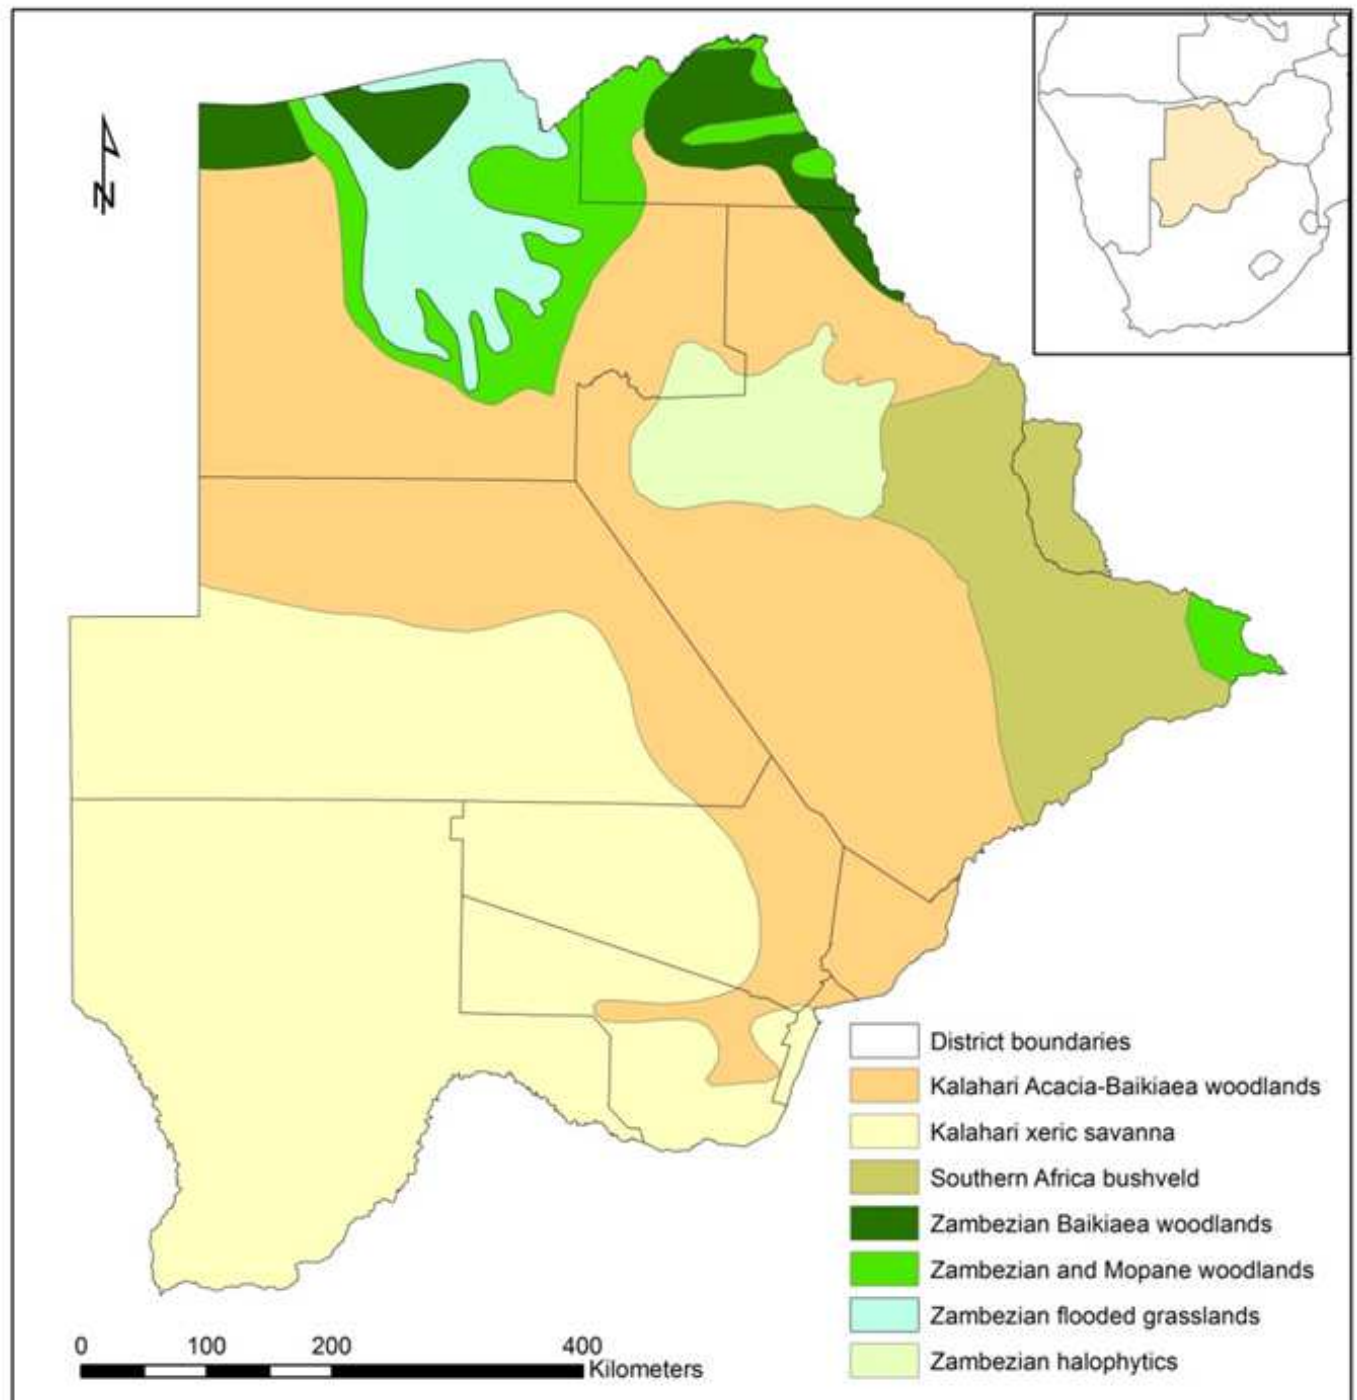 N
District boundaries
Kalahari Acacia-Baikiaea woodlands
Kalahari xeric savanna
Southern Africa bushveld
Zambezian Baikiaea woodlands
Zambezian and Mopane woodlands
Zambezian flooded grasslands
Zambezian halophytics
0 100 200 400
Kilometers